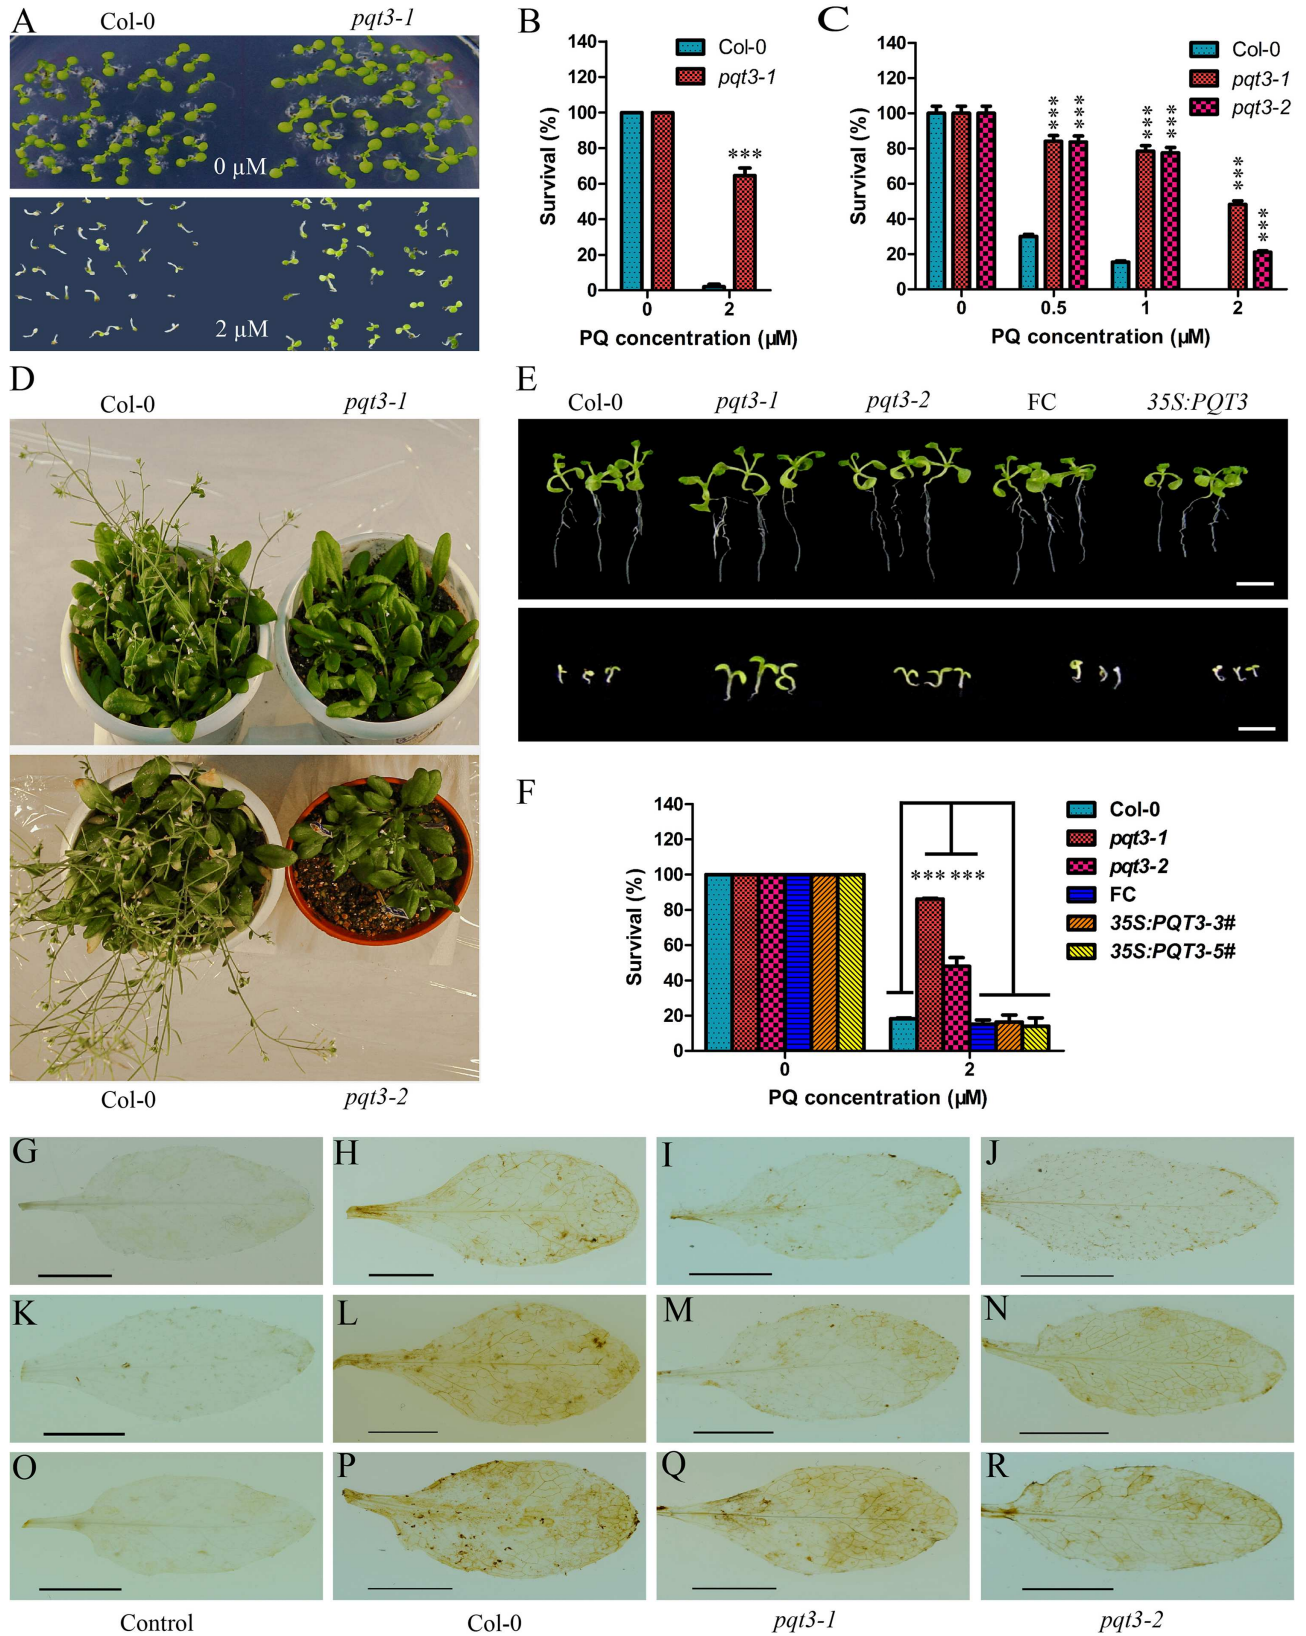 A
Col-0
pqt3-1
0 µM
2 µM
B
Survival (%)
140
120
100
80
60
40
20
0
Col-0
pqt3-1
***
0
2
PQ concentration (µM)
C
Survival (%)
140
120
100
80
60
40
20
0
Col-0
pqt3-1
pqt3-2
***
***
***
***
***
***
0
0.5
1
2
PQ concentration (µM)
D
Col-0
pqt3-1
Col-0
pqt3-2
E
Col-0
pqt3-1
pqt3-2
FC
35S:PQT3
F
Survival (%)
140
120
100
80
60
40
20
0
*** ***
Col-0
pqt3-1
pqt3-2
FC
35S:PQT3-3#
35S:PQT3-5#
0
2
PQ concentration (µM)
G
H
I
J
K
L
M
N
O
P
Q
R
Control
Col-0
pqt3-1
pqt3-2